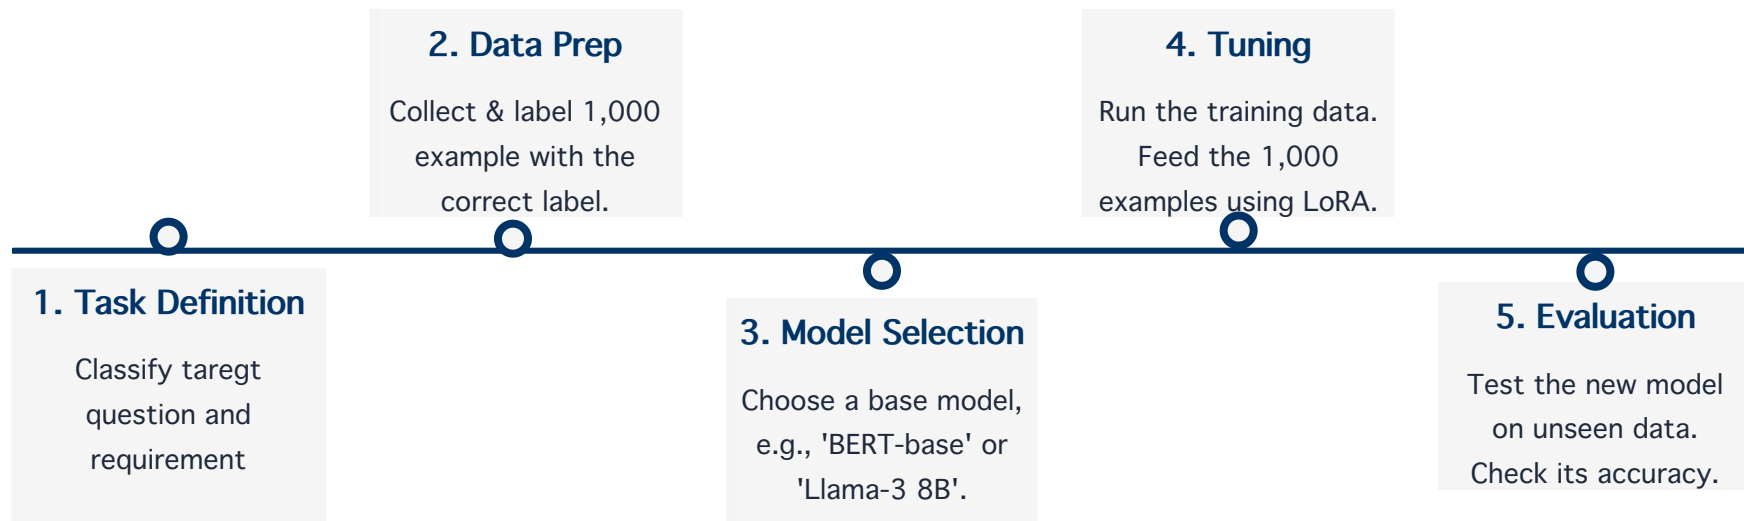 1. Task Definition
Classify taregt
question and
requirement
2. Data Prep
Collect & label 1,000
example with the
correct label.
3. Model Selection
Choose a base model,
e.g., 'BERT-base' or
'Llama-3 8B'.
4. Tuning
Run the training data.
Feed the 1,000
examples using LoRA.
5. Evaluation
Test the new model
on unseen data.
Check its accuracy.